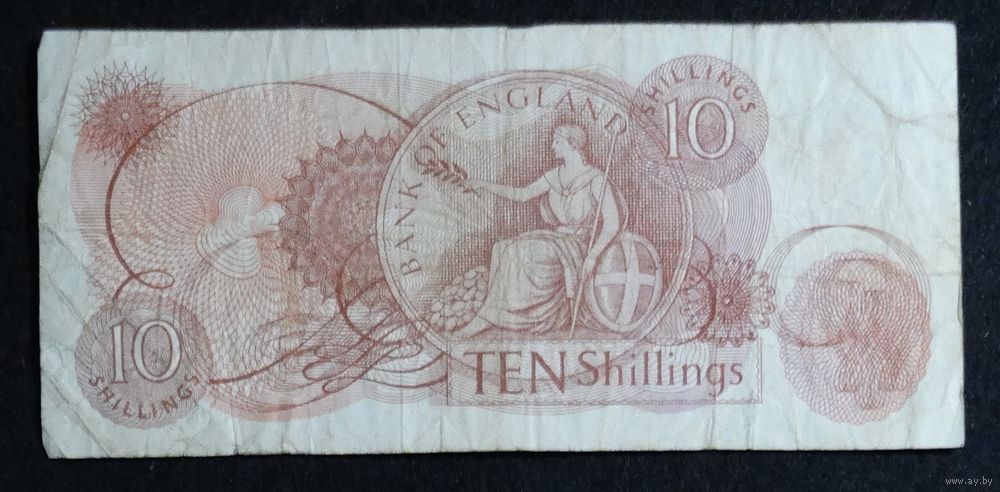 BANK OF ENGLAND
10
SHILLINGS
10
SHILLINGS
TEN Shillings
www.ay.by